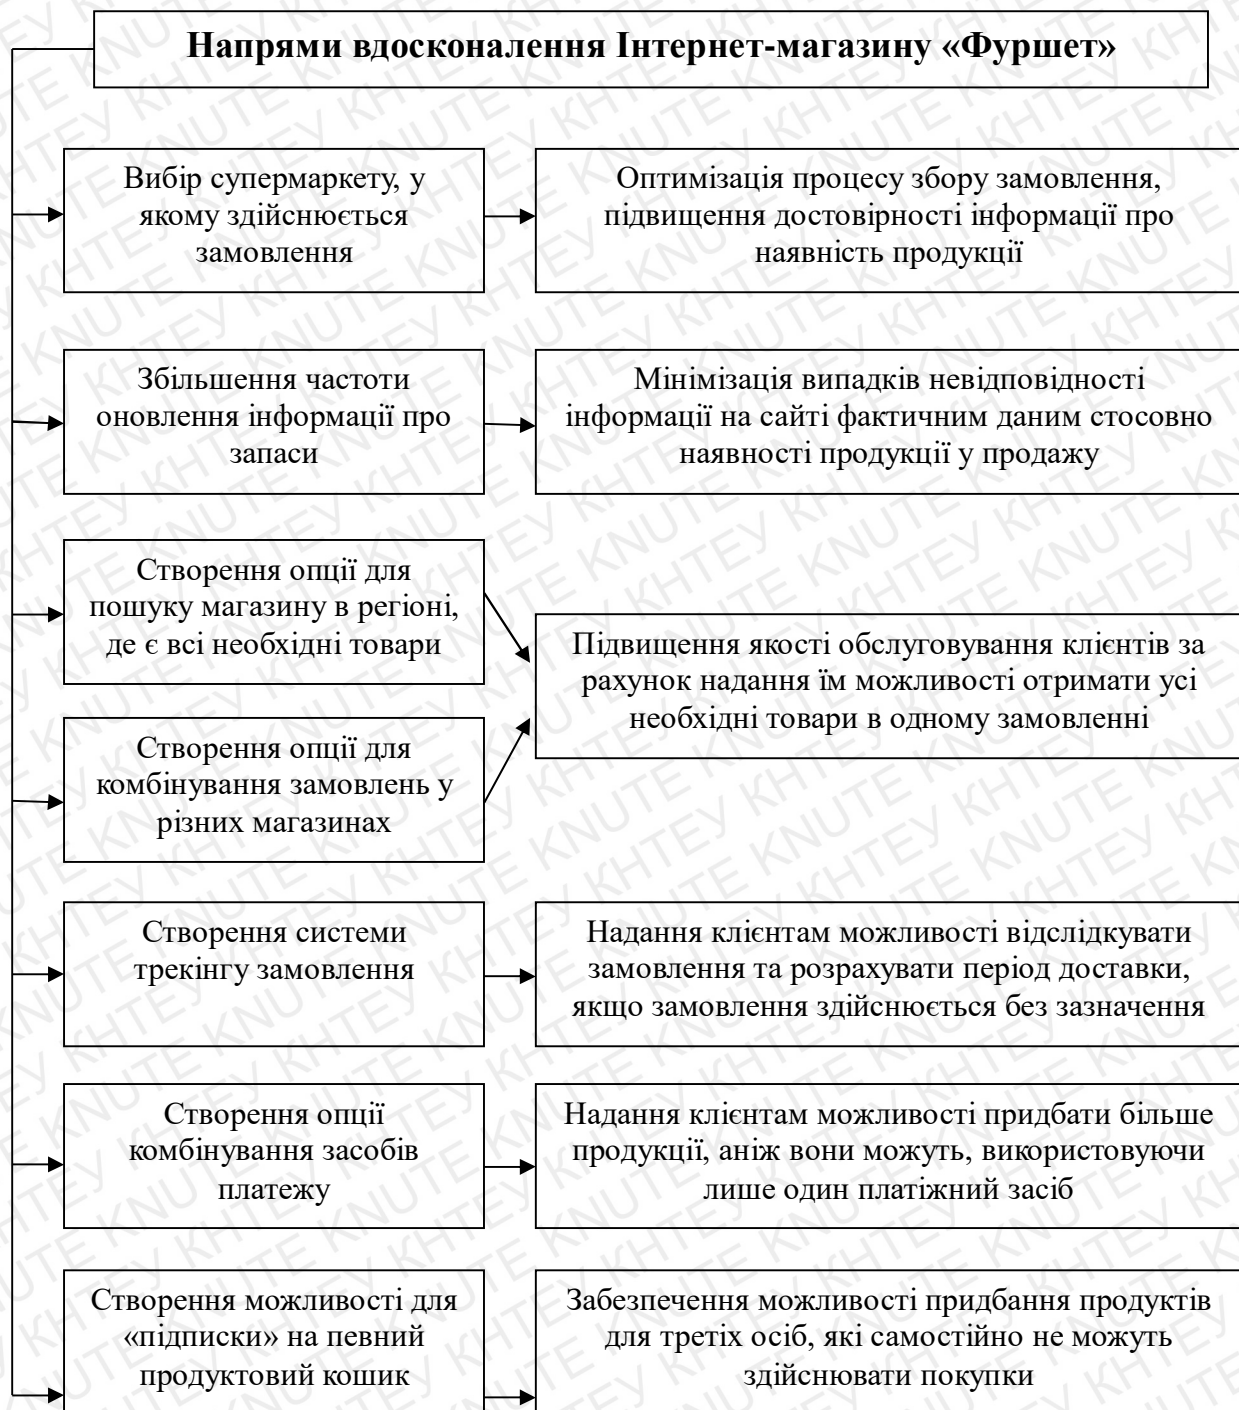 Напрями вдосконалення Інтернет-магазину «Фуршет»
Вибір супермаркету, у
якому здійснюється
замовлення
Оптимізація процесу збору замовлення,
підвищення достовірності інформації про
наявність продукції
Збільшення частоти
оновлення інформації про
запаси
Мінімізація випадків невідповідності
інформації на сайті фактичним даним стосовно
наявності продукції у продажу
Створення опції для
пошуку магазину в регіоні,
де є всі необхідні товари
Створення опції для
комбінування замовлень у
різних магазинах
Підвищення якості обслуговування клієнтів за
рахунок надання їм можливості отримати усі
необхідні товари в одному замовленні
Створення системи
трекінгу замовлення
Надання клієнтам можливості відслідкувати
замовлення та розрахувати період доставки,
якщо замовлення здійснюється без зазначення
Створення опції
комбінування засобів
платежу
Надання клієнтам можливості придбати більше
продукції, аніж вони можуть, використовуючи
лише один платіжний засіб
Створення можливості для
«підписки» на певний
продуктовий кошик
Забезпечення можливості придбання продуктів
для третіх осіб, які самостійно не можуть
здійснювати покупки